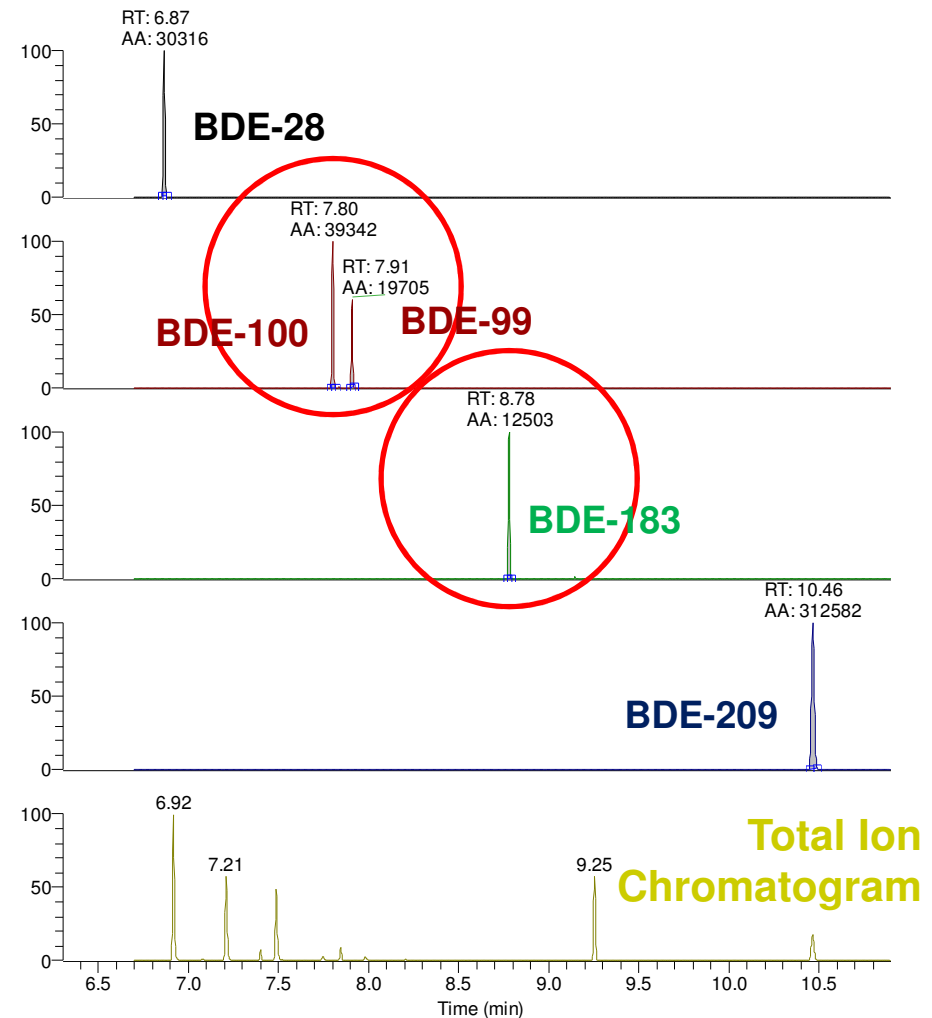 RT: 6.87
AA: 30316
100
50
0
BDE-28
RT: 7.80
AA: 39342
RT: 7.91
AA: 19705
100
50
0
BDE-100
BDE-99
RT: 8.78
AA: 12503
100
50
0
BDE-183
RT: 10.46
AA: 312582
100
50
0
BDE-209
6.92
7.21
9.25
100
50
0
Total Ion
Chromatogram
6.5 7.0 7.5 8.0 8.5 9.0 9.5 10.0 10.5
Time (min)